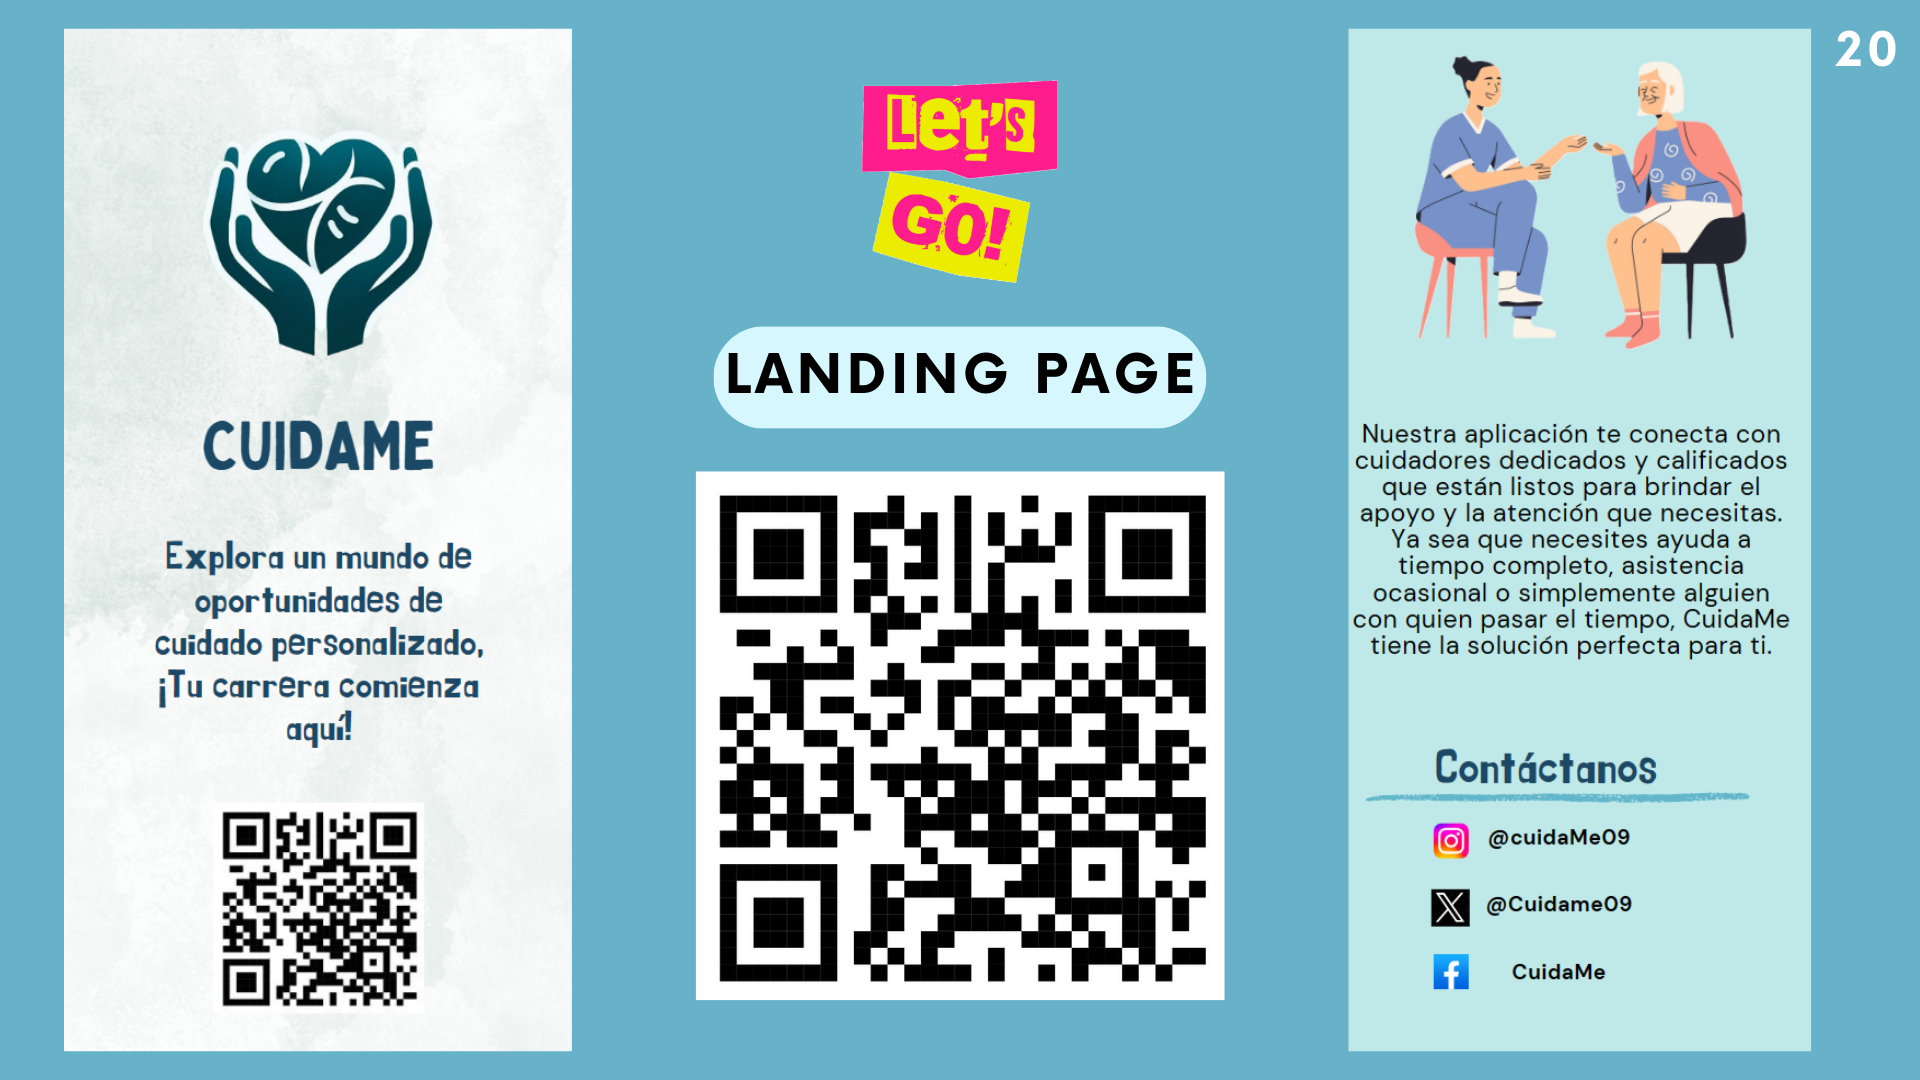 20
CUIDAME
Explora un mundo de
oportunidades de
cuidado personalizado,
¡Tu carrera comienza
aquí!
Let's
GO!
LANDING PAGE
Nuestra aplicación te conecta con
cuidadores dedicados y calificados
que están listos para brindar el
apoyo y la atención que necesitas.
Ya sea que necesites ayuda a
tiempo completo, asistencia
ocasional o simplemente alguien
con quien pasar el tiempo, CuidaMe
tiene la solución perfecta para ti.
Contáctanos
@cuidaMe09
@Cuidame09
CuidaMe